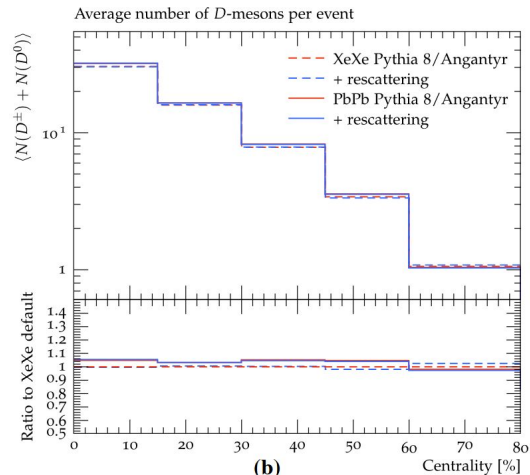 Average number of D-mesons per event
⟨N(D±) + N(D⁰)⟩
XeXe Pythia 8/Angantyr
+ rescattering
PbPb Pythia 8/Angantyr
+ rescattering
10¹
1
Ratio to XeXe default
1.4
1.3
1.2
1.1
1
0.9
0.8
0.7
0.6
0.5
0 10 20 30 40 50 60 70 80
Centrality [%]
(b)